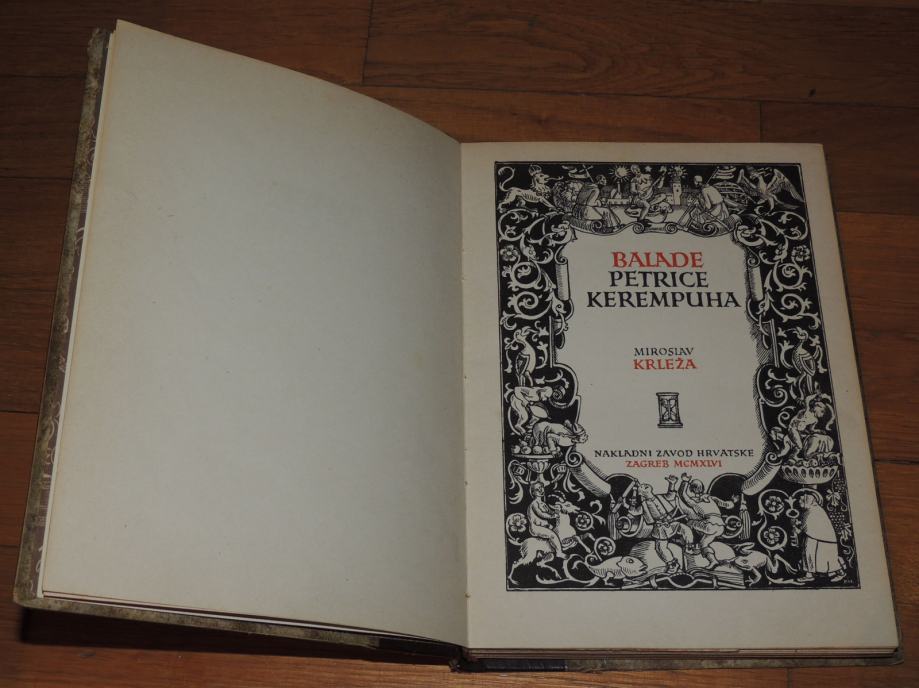 BALADE
PETRICE
KEREMPUHA
MIROSLAV
KRLEŽA
NAKLADNI ZAVOD HRVATSKE
ZAGREB MCMXLVI